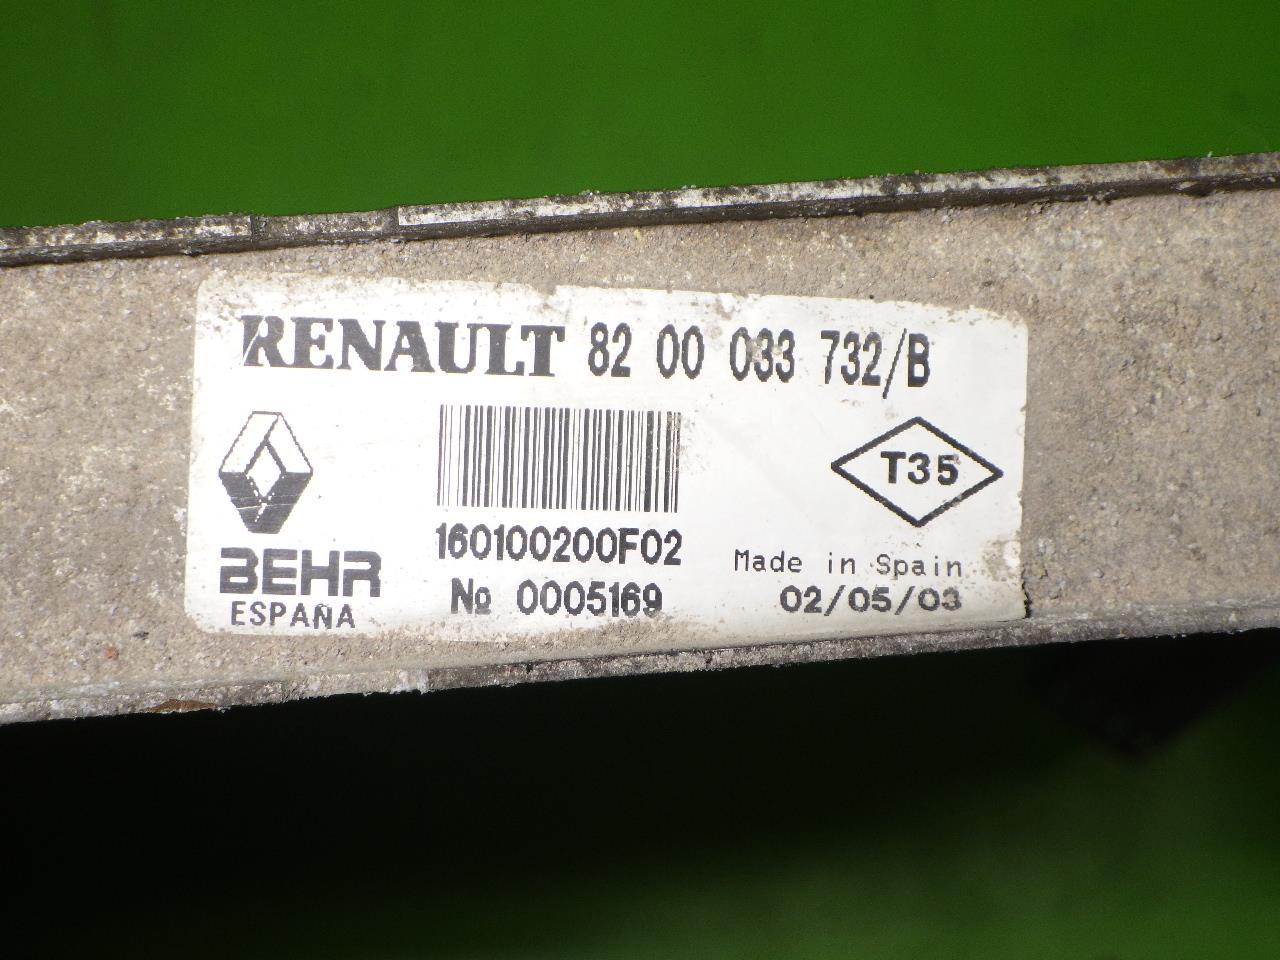 RENAULT 82 00 033 732/B
T35
160100200F02
BEHR
ESPAÑA
Nº 0005169
Made in Spain
02/05/03